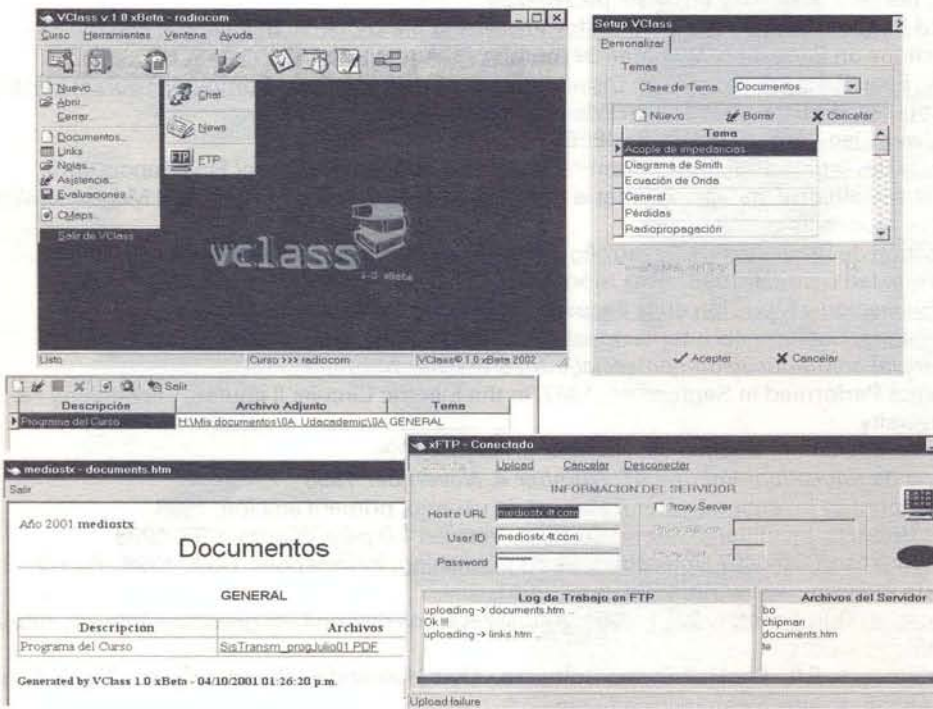 VClass v.1.0 xBeta - radiocom
Curso Herramientas Ventana Ayuda
Nuevo...
Abrir...
Cerrar...
Documentos...
Links
Notas...
Asistencia...
Evaluaciones...
CMaps...
Salir de VClass
Chat
News
FTP
vclass
1.0 xBeta
Listo
Curso >>> radiocom
VClass© 1.0 xBeta 2002
Setup VClass
Personalizar
Temas
Clase de Tema Documentos
Nuevo Borrar Cancelar
Tema
Acople de impedancias
Diagrama de Smith
Ecuación de Onda
General
Pérdidas
Radiopropagación
Aceptar Cancelar
Salir
Descripción Archivo Adjunto Tema
Programa del Curso H:\Mis documentos\0A_Udacademic\0A GENERAL
mediostx - documents.htm
Salir
Año 2001 mediostx
Documentos
GENERAL
Descripción Archivos
Programa del Curso SisTransm_progJulio01.PDF
Generated by VClass 1.0 xBeta - 04/10/2001 01:26:20 p.m.
xFTP - Conectado
Upload Cancelar Desconectar
INFORMACION DEL SERVIDOR
Host o URL mediostx.4t.com
User ID mediostx.4t.com
Password ********
Proxy Server
Proxy Server
Log de Trabajo en FTP
uploading -> documents.htm ..
Ok !!!
uploading -> links.htm ..
Archivos del Servidor
bo
chipman
documents.htm
te
Upload failure